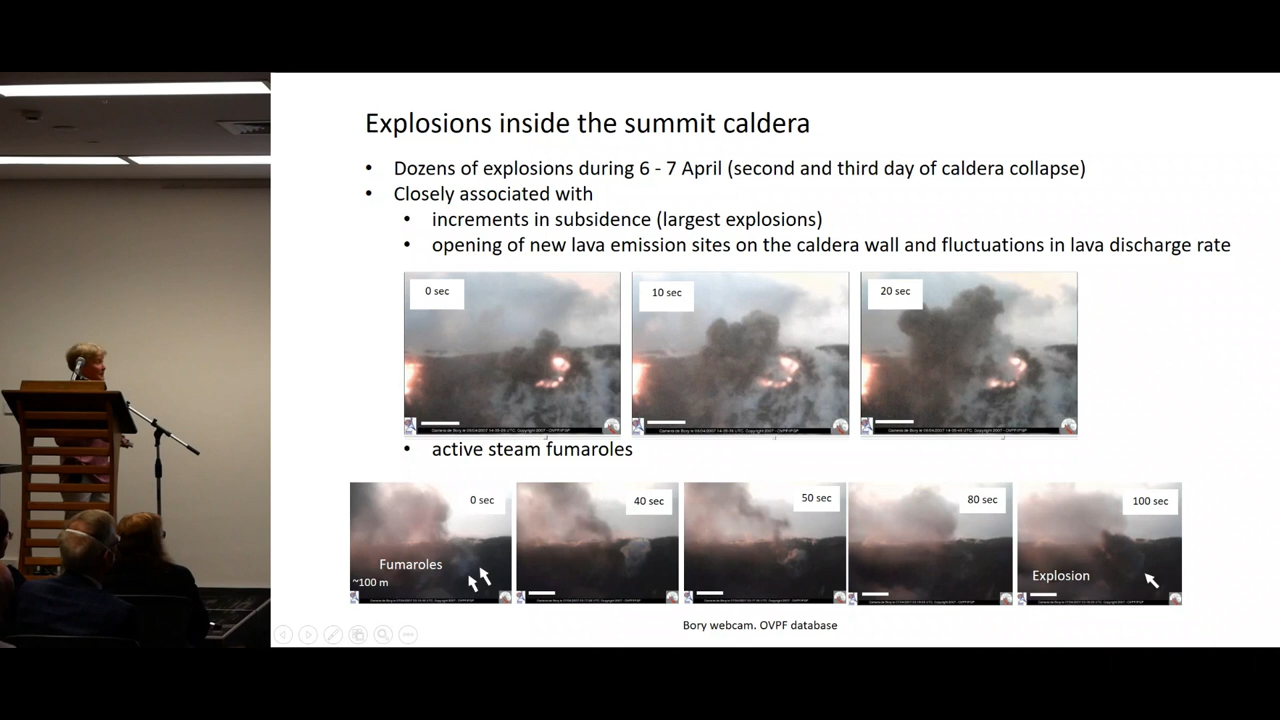 Explosions inside the summit caldera
• Dozens of explosions during 6 - 7 April (second and third day of caldera collapse)
• Closely associated with
• increments in subsidence (largest explosions)
• opening of new lava emission sites on the caldera wall and fluctuations in lava discharge rate
0 sec
10 sec
20 sec
• active steam fumaroles
0 sec
40 sec
50 sec
80 sec
100 sec
Fumaroles
~100 m
Explosion
Bory webcam. OVPF database